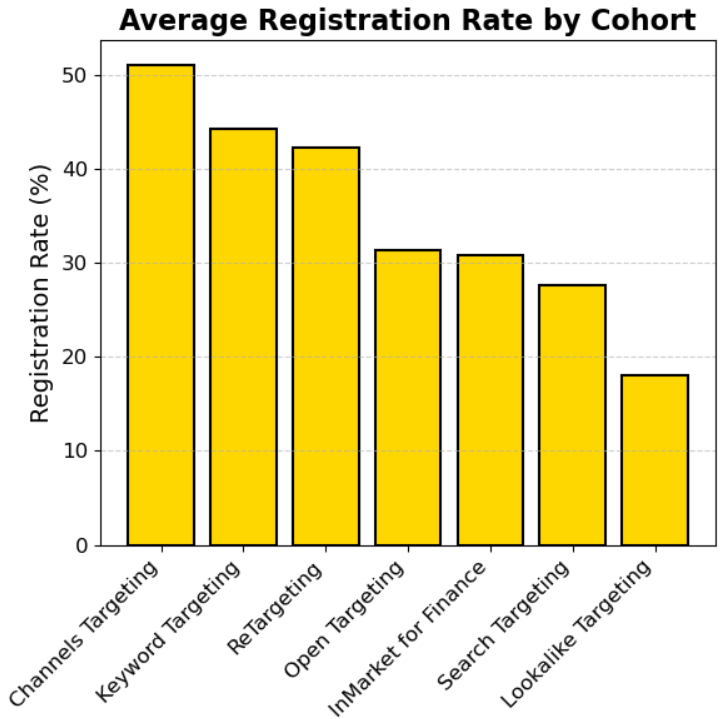 Average Registration Rate by Cohort
Registration Rate (%)
50
40
30
20
10
0
Channels Targeting
Keyword Targeting
ReTargeting
Open Targeting
InMarket for Finance
Search Targeting
Lookalike Targeting